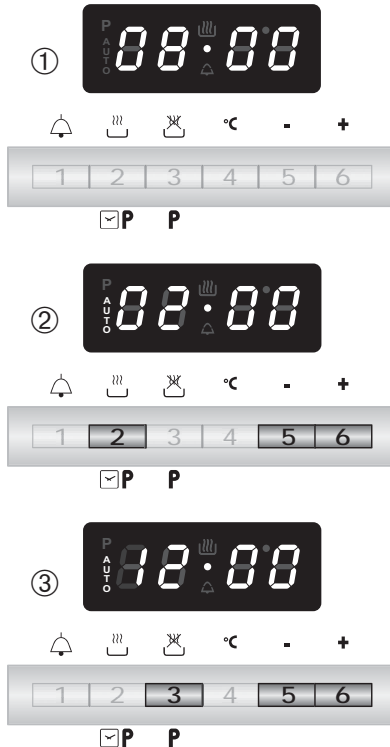 P
AUTO
08:00
①
°C - +
1 2 3 4 5 6
P P
P
AUTO
02:00
②
°C - +
1 2 3 4 5 6
P P
P
AUTO
12:00
③
°C - +
1 2 3 4 5 6
P P